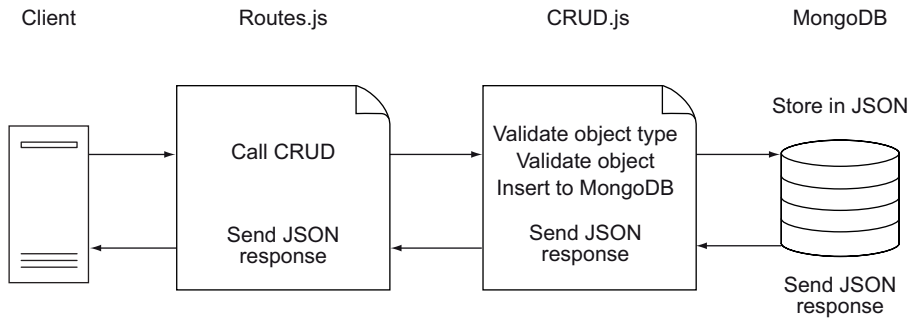 Client
Routes.js
CRUD.js
MongoDB
Call CRUD
Send JSON
response
Validate object type
Validate object
Insert to MongoDB
Send JSON
response
Store in JSON
Send JSON
response